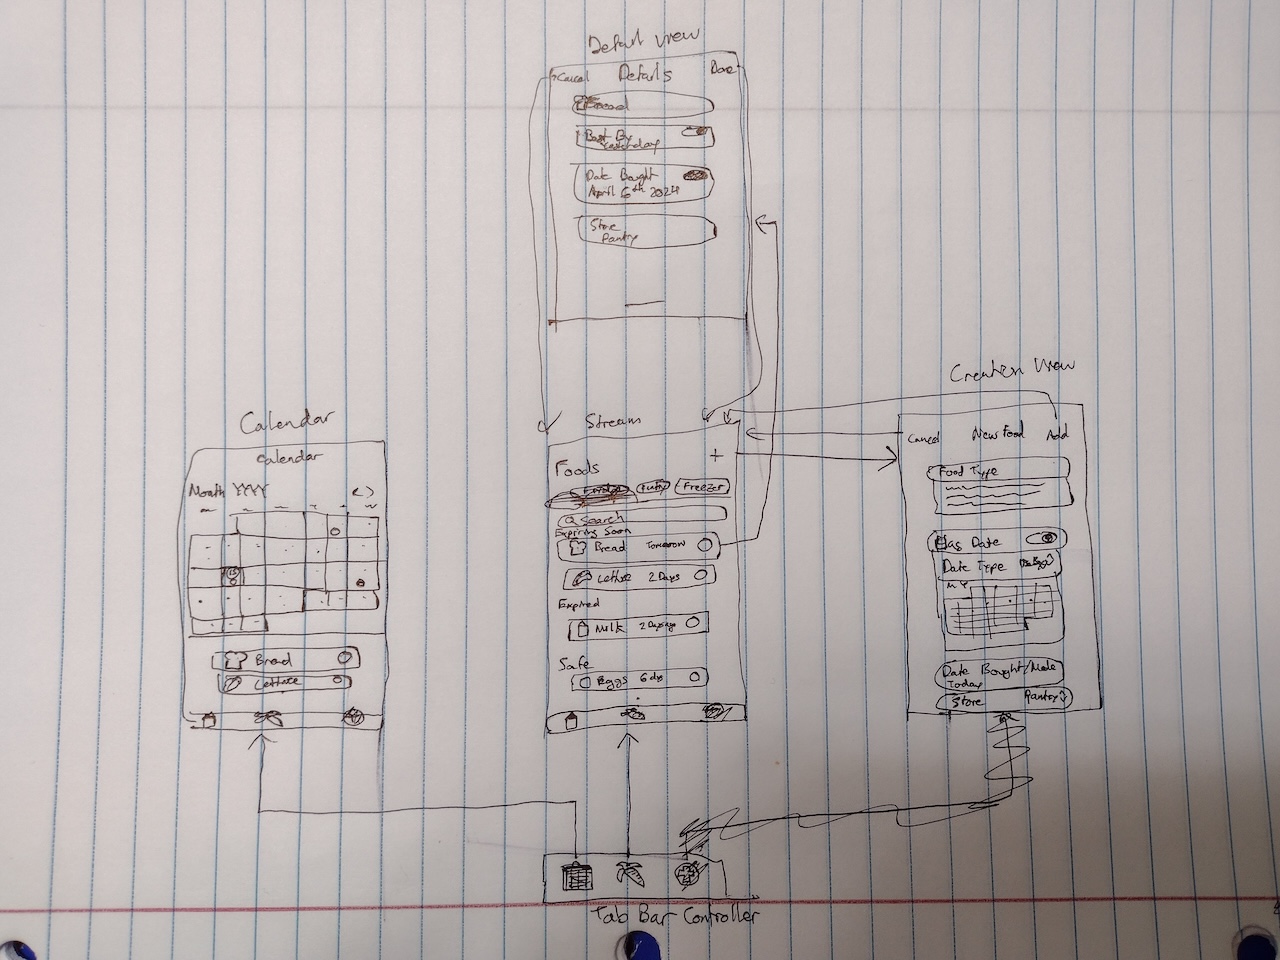 Detail View
Cancel Details Done
Bread
Best By
Yesterday
Date Bought
April 6th 2024
Store
Pantry
Creation View
Cancel New Food Add
Food Type
Has Date
Date Type
M Y
Date Bought/Made
Today
Store Pantry
Calendar
Calendar
Month YYYY < >
Bread
Lettuce
Stream
+
Foods
Fridge Freezer
Search
Expiring Soon
Bread Tomorrow
Lettuce 2 Days
Expired
Milk 2 Days ago
Safe
Eggs 6 days
Tab Bar Controller